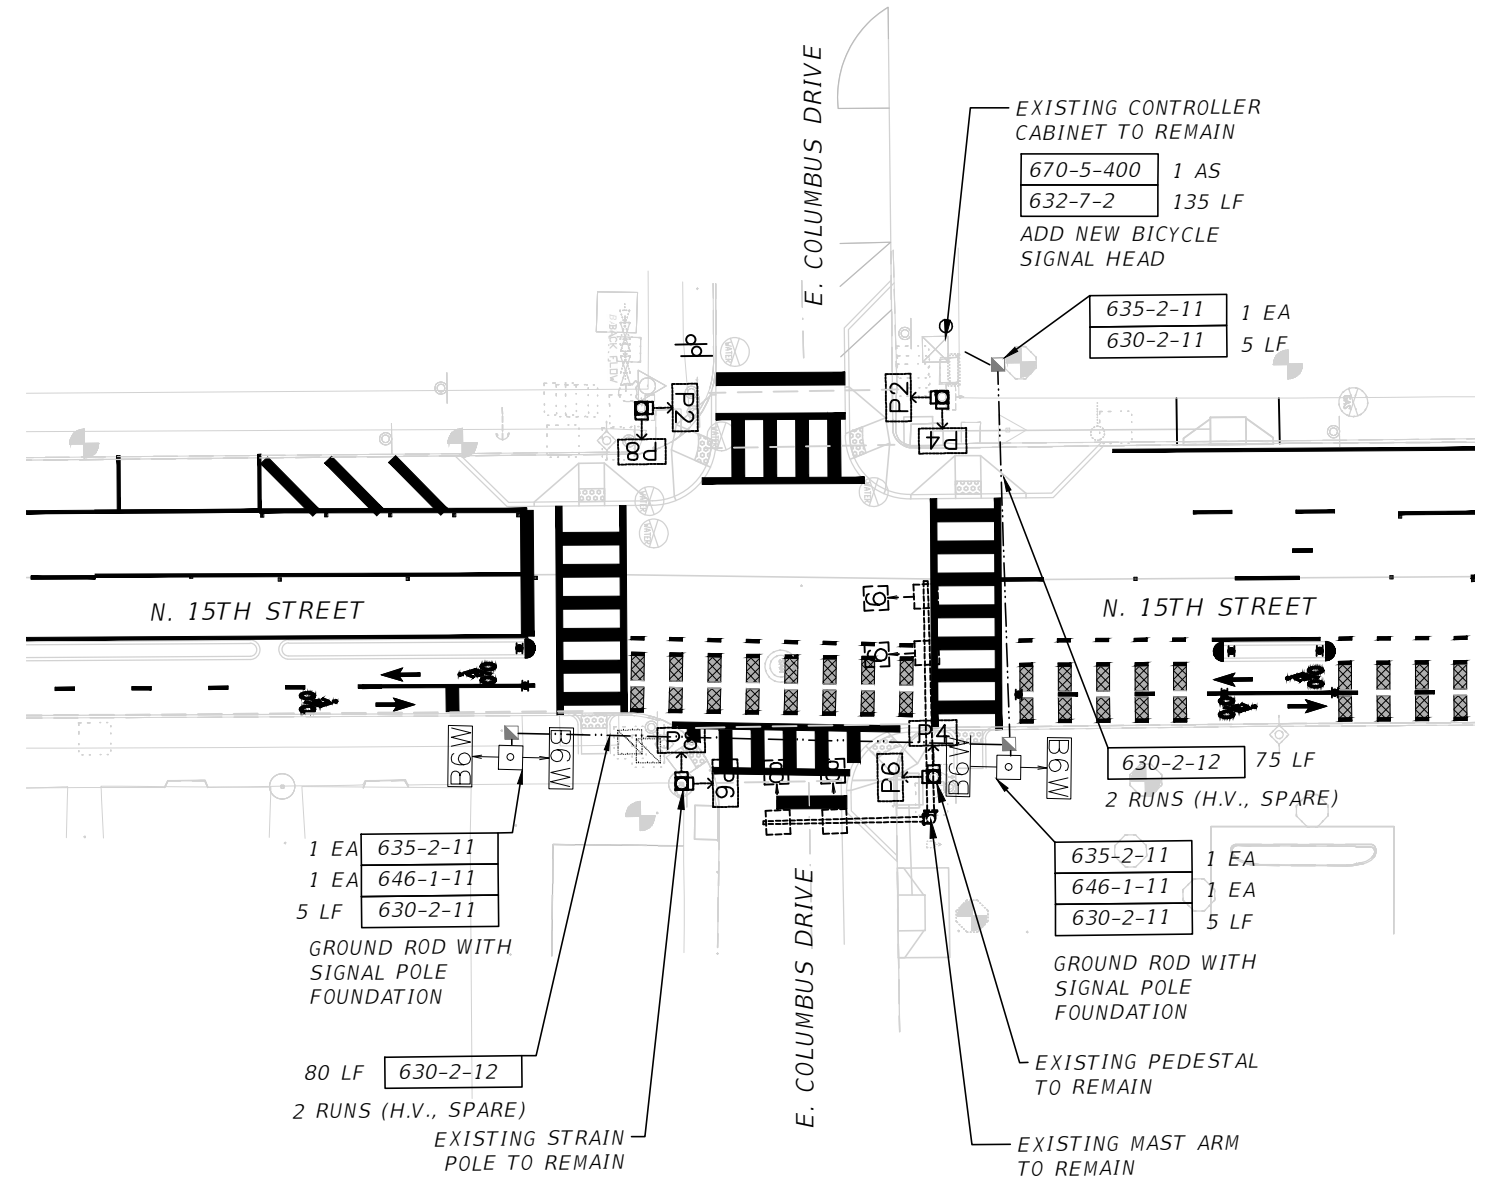 E. COLUMBUS DRIVE
EXISTING CONTROLLER
CABINET TO REMAIN
670-5-400 1 AS
632-7-2 135 LF
ADD NEW BICYCLE
SIGNAL HEAD
635-2-11 1 EA
630-2-11 5 LF
P2
P8
P2
P4
N. 15TH STREET
N. 15TH STREET
6
6
B6W
B6W
P8
P6
P4
P6
B6W
B6W
630-2-12 75 LF
2 RUNS (H.V., SPARE)
1 EA 635-2-11
1 EA 646-1-11
5 LF 630-2-11
GROUND ROD WITH
SIGNAL POLE
FOUNDATION
635-2-11 1 EA
646-1-11 1 EA
630-2-11 5 LF
GROUND ROD WITH
SIGNAL POLE
FOUNDATION
E. COLUMBUS DRIVE
80 LF 630-2-12
2 RUNS (H.V., SPARE)
EXISTING STRAIN
POLE TO REMAIN
EXISTING PEDESTAL
TO REMAIN
EXISTING MAST ARM
TO REMAIN